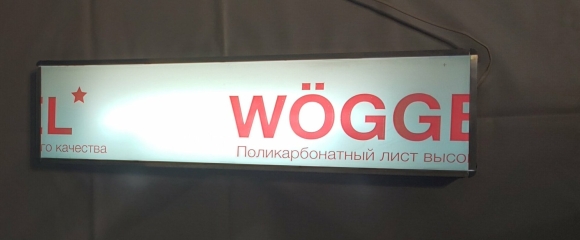 EL* WÖGGE
го качества Поликарбонатный лист высо